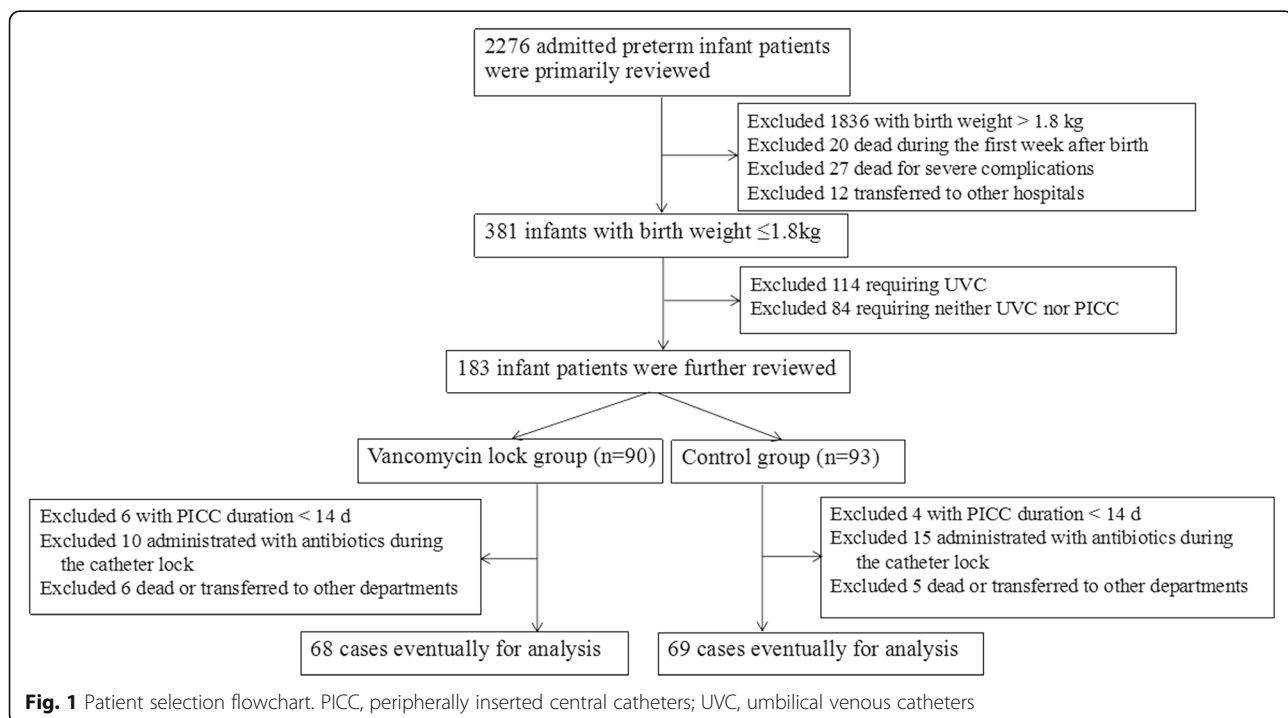 2276 admitted preterm infant patients
were primarily reviewed
Excluded 1836 with birth weight > 1.8 kg
Excluded 20 dead during the first week after birth
Excluded 27 dead for severe complications
Excluded 12 transferred to other hospitals
381 infants with birth weight ≤1.8kg
Excluded 114 requiring UVC
Excluded 84 requiring neither UVC nor PICC
183 infant patients were further reviewed
Vancomycin lock group (n=90)
Control group (n=93)
Excluded 6 with PICC duration < 14 d
Excluded 10 administrated with antibiotics during
the catheter lock
Excluded 6 dead or transferred to other departments
Excluded 4 with PICC duration < 14 d
Excluded 15 administrated with antibiotics during
the catheter lock
Excluded 5 dead or transferred to other departments
68 cases eventually for analysis
69 cases eventually for analysis
Fig. 1 Patient selection flowchart. PICC, peripherally inserted central catheters; UVC, umbilical venous catheters